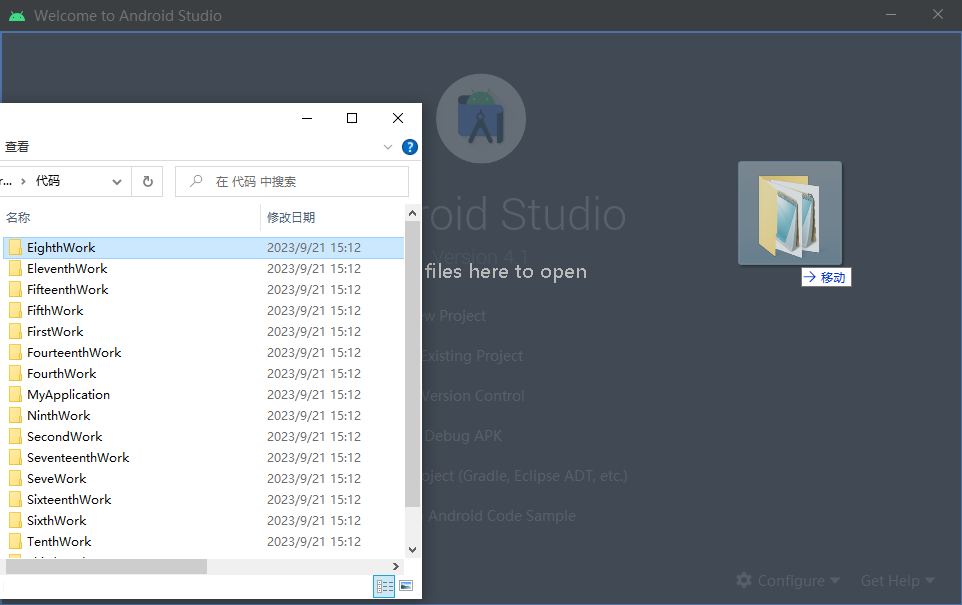 Welcome to Android Studio
查看
r... › 代码
在 代码 中搜索
名称 修改日期
EighthWork 2023/9/21 15:12
EleventhWork 2023/9/21 15:12
FifteenthWork 2023/9/21 15:12
FifthWork 2023/9/21 15:12
FirstWork 2023/9/21 15:12
FourteenthWork 2023/9/21 15:12
FourthWork 2023/9/21 15:12
MyApplication 2023/9/21 15:12
NinthWork 2023/9/21 15:12
SecondWork 2023/9/21 15:12
SeventeenthWork 2023/9/21 15:12
SeveWork 2023/9/21 15:12
SixteenthWork 2023/9/21 15:12
SixthWork 2023/9/21 15:12
TenthWork 2023/9/21 15:12
roid Studio
Version 4.1
files here to open
w Project
Existing Project
Version Control
Debug APK
oject (Gradle, Eclipse ADT, etc.)
Android Code Sample
移动
Configure
Get Help